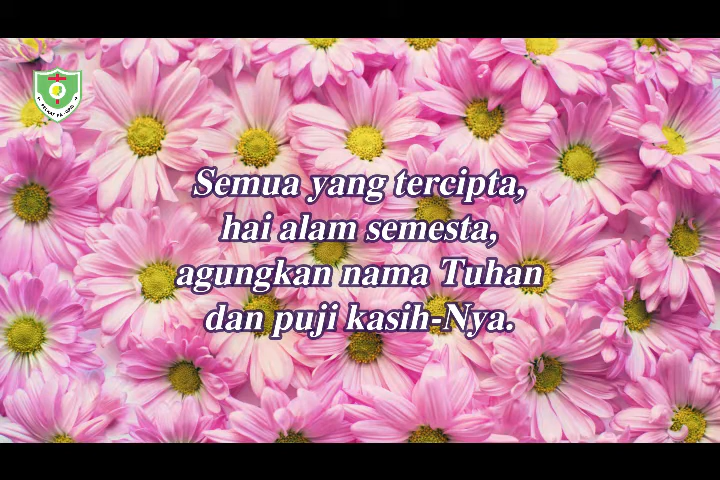 Semua yang tercipta,
hai alam semesta,
agungkan nama Tuhan
dan puji kasih-Nya.